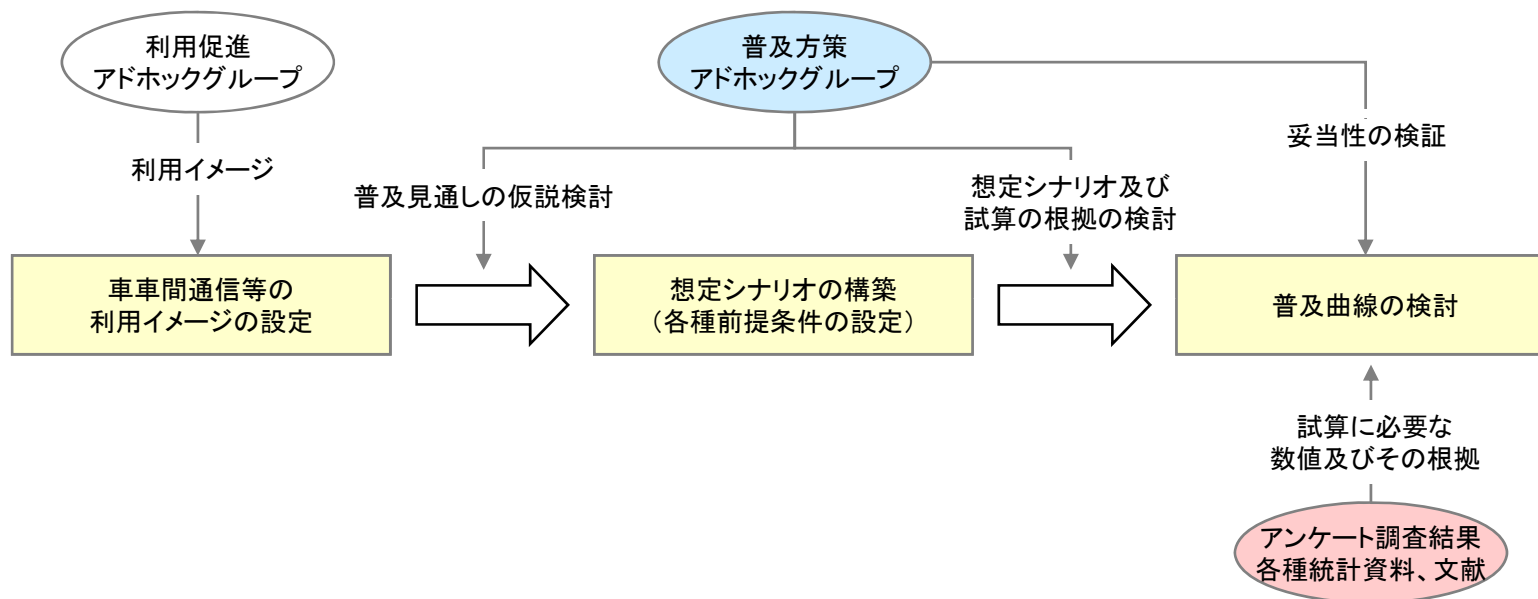 利用促進
アドホックグループ
普及方策
アドホックグループ
利用イメージ
普及見通しの仮説検討
想定シナリオ及び
試算の根拠の検討
妥当性の検証
車車間通信等の
利用イメージの設定
想定シナリオの構築
（各種前提条件の設定）
普及曲線の検討
試算に必要な
数値及びその根拠
アンケート調査結果
各種統計資料、文献